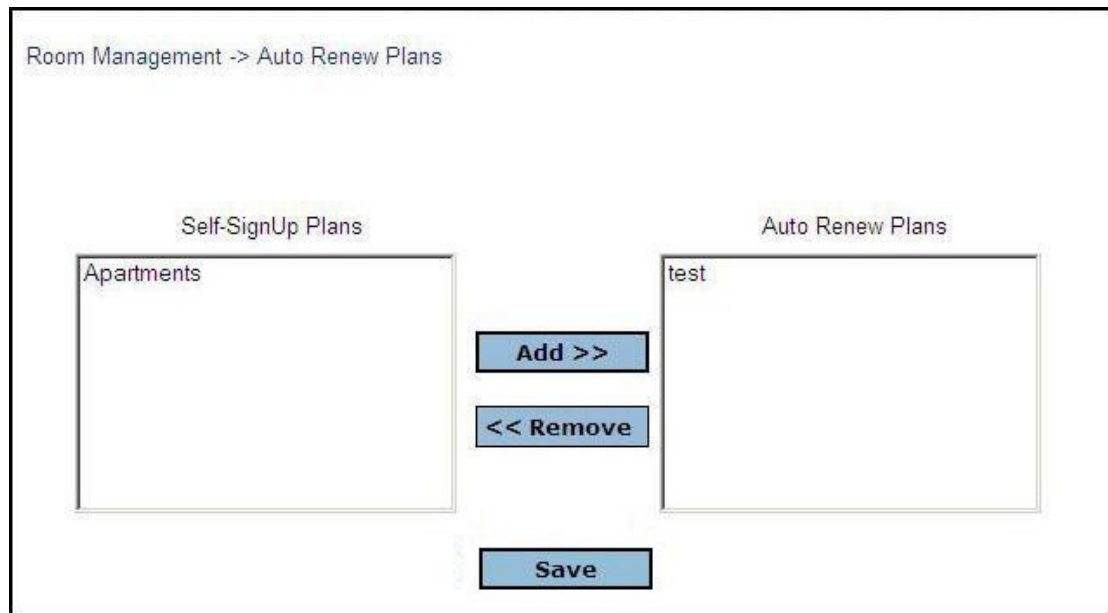 Room Management -> Auto Renew Plans
Self-SignUp Plans
Auto Renew Plans
Apartments
test
Add >>
<< Remove
Save